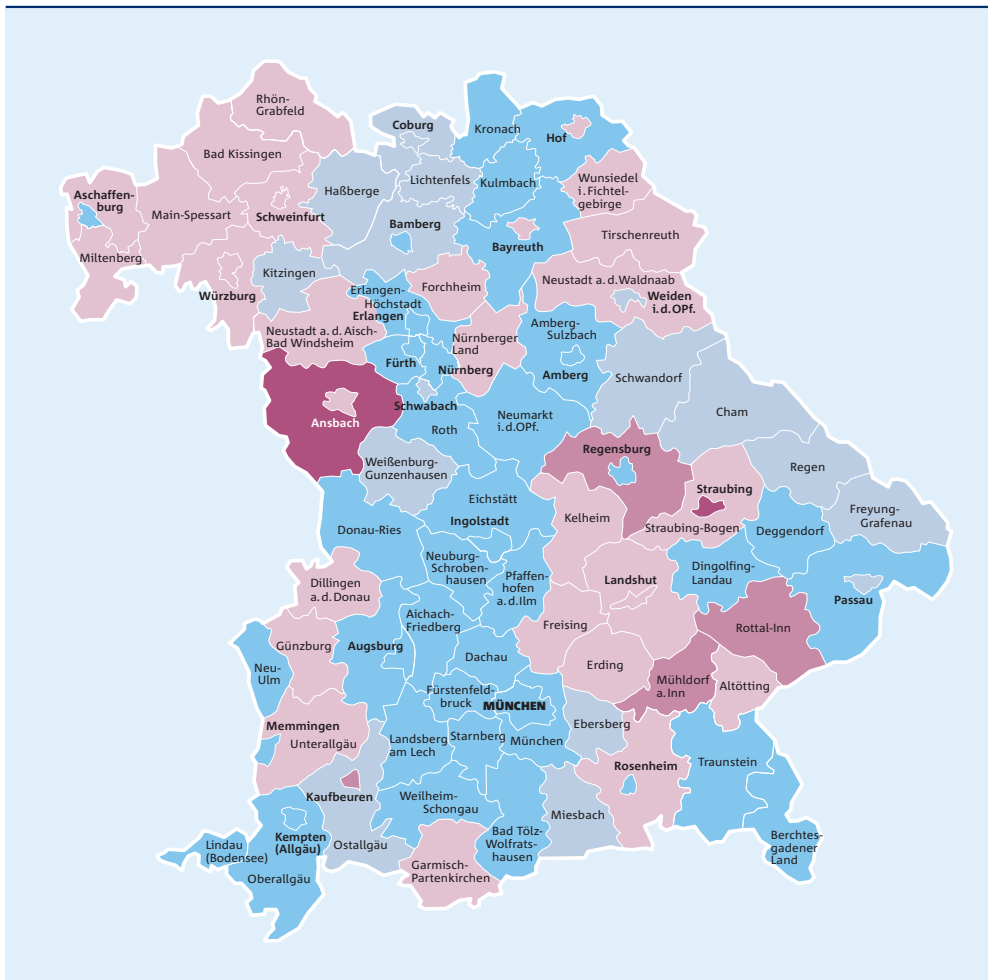 Rhön-
Grabfeld
Coburg
Kronach
Hof
Bad Kissingen
Lichtenfels
Kulmbach
Wunsiedel
i. Fichtel-
gebirge
Haßberge
Aschaffen-
burg
Main-Spessart
Schweinfurt
Bamberg
Bayreuth
Tirschenreuth
Miltenberg
Kitzingen
Würzburg
Erlangen-
Höchstadt
Erlangen
Forchheim
Neustadt a. d. Waldnaab
Weiden
i. d. OPf.
Neustadt a. d. Aisch-
Bad Windsheim
Nürnberger
Land
Amberg-
Sulzbach
Fürth
Nürnberg
Amberg
Schwandorf
Schwabach
Ansbach
Roth
Neumarkt
i. d. OPf.
Cham
Regensburg
Weißenburg-
Gunzenhausen
Regen
Straubing
Eichstätt
Ingolstadt
Kelheim
Straubing-Bogen
Freyung-
Grafenau
Donau-Ries
Deggendorf
Neuburg-
Schroben-
hausen
Pfaffen-
hofen
a. d. Ilm
Dingolfing-
Landau
Dillingen
a. d. Donau
Landshut
Passau
Aichach-
Friedberg
Freising
Rottal-Inn
Günzburg
Augsburg
Dachau
Erding
Neu-
Ulm
Mühldorf
a. Inn
Altötting
Fürstenfeld-
bruck
MÜNCHEN
Memmingen
Unterallgäu
Ebersberg
Landsberg
am Lech
Starnberg
München
Rosenheim
Traunstein
Kaufbeuren
Weilheim-
Schongau
Miesbach
Kempten
(Allgäu)
Ostallgäu
Bad Tölz-
Wolfrats-
hausen
Berchtes-
gadener
Land
Lindau
(Bodensee)
Oberallgäu
Garmisch-
Partenkirchen